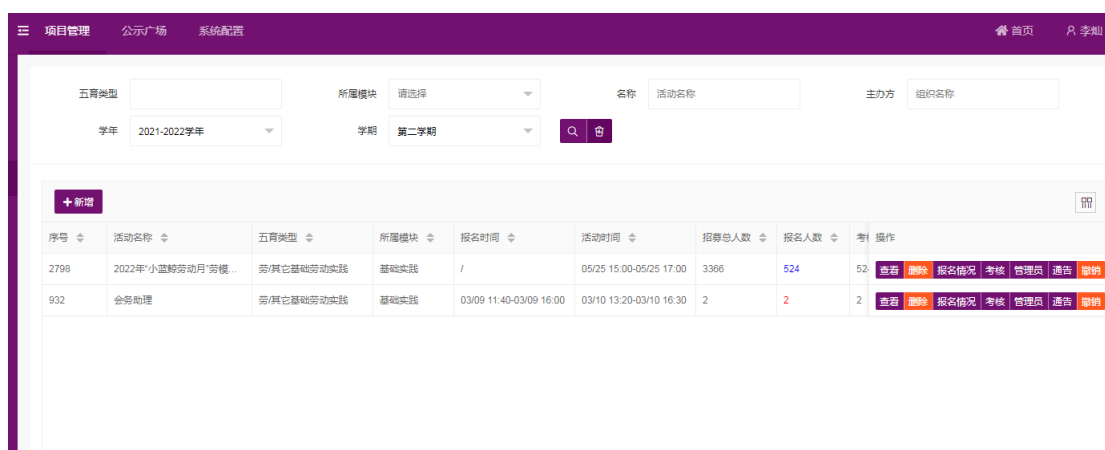 项目管理 公示广场 系统配置 首页 李灿
五育类型 所属模块 请选择 名称 活动名称 主办方 组织名称
学年 2021-2022学年 学期 第二学期
+新增
序号 活动名称 五育类型 所属模块 报名时间 活动时间 招募总人数 报名人数 考 操作
2798 2022年“小蓝鲸劳动月”劳模... 劳/其它基础劳动实践 基础实践 / 05/25 15:00-05/25 17:00 3366 524 52 查看 删除 报名情况 考核 管理员 通告 撤销
932 会务助理 劳/其它基础劳动实践 基础实践 03/09 11:40-03/09 16:00 03/10 13:20-03/10 16:30 2 2 2 查看 删除 报名情况 考核 管理员 通告 撤销